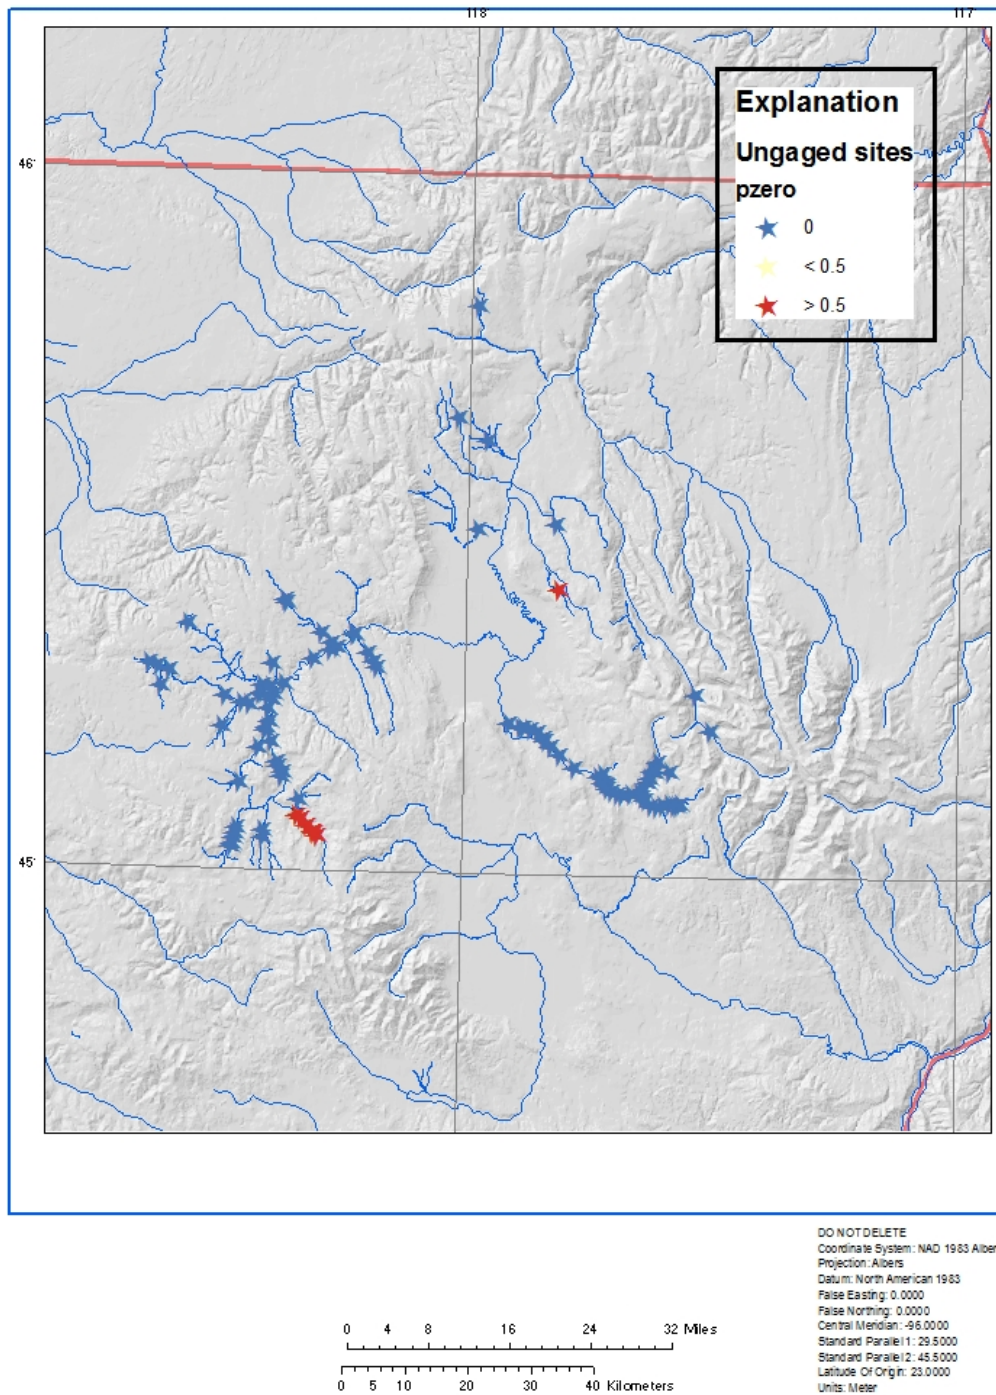 118
117
46
Explanation
Ungaged sites
pzero
0
< 0.5
> 0.5
45
DO NOT DELETE
Coordinate System: NAD 1983 Alber
Projection: Albers
Datum: North American 1983
False Easting: 0.0000
False Northing: 0.0000
Central Meridian: -96.0000
Standard Parallel 1: 29.5000
Standard Parallel 2: 45.5000
Latitude Of Origin: 23.0000
Units: Meter
0 4 8 16 24 32 Miles
0 5 10 20 30 40 Kilometers